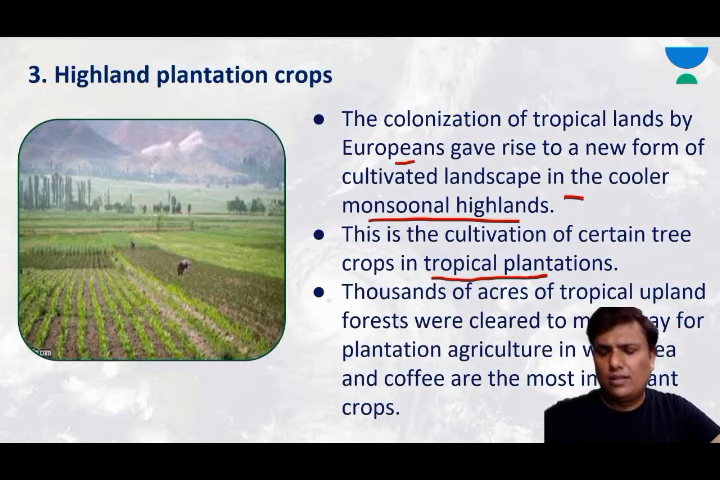 3. Highland plantation crops
● The colonization of tropical lands by
Europeans gave rise to a new form of
cultivated landscape in the cooler
monsoonal highlands.
● This is the cultivation of certain tree
crops in tropical plantations.
● Thousands of acres of tropical upland
forests were cleared to for
plantation agriculture in
and coffee are the most
crops.
com